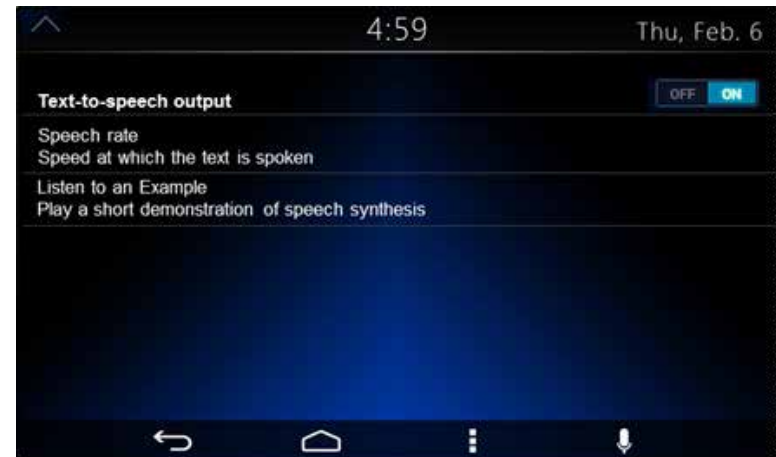 4:59
Thu, Feb. 6
Text-to-speech output
OFF ON
Speech rate
Speed at which the text is spoken
Listen to an Example
Play a short demonstration of speech synthesis